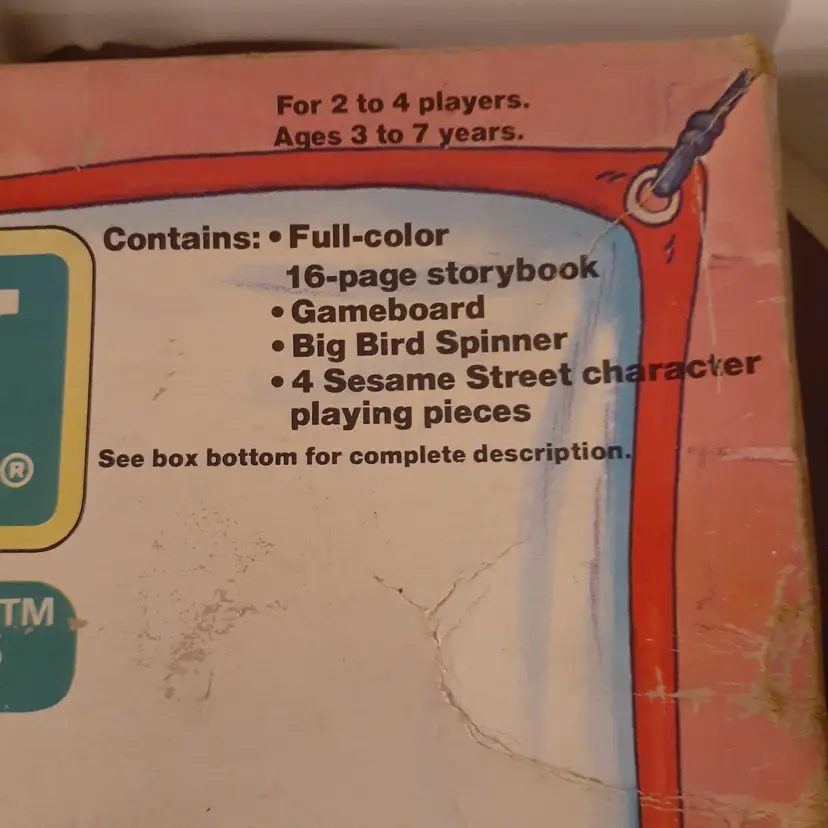 For 2 to 4 players.
Ages 3 to 7 years.
Contains: • Full-color
16-page storybook
• Gameboard
• Big Bird Spinner
• 4 Sesame Street character
playing pieces
See box bottom for complete description.
®
TM